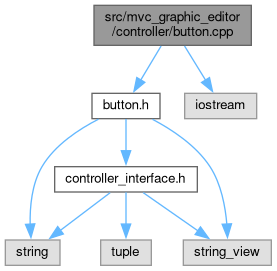 src/mvc_graphic_editor
/controller/button.cpp
button.h
iostream
controller_interface.h
string
tuple
string_view